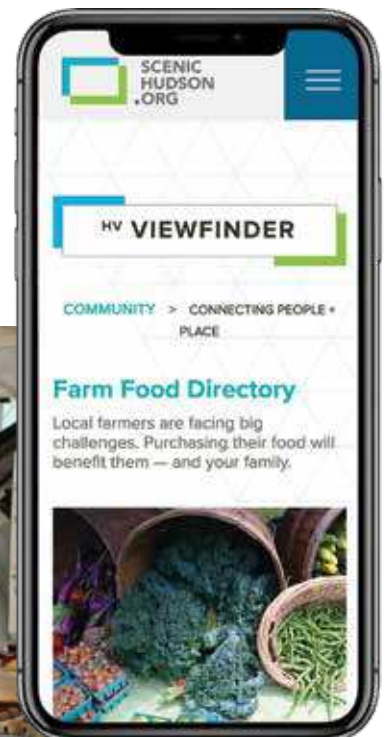 SCENIC
HUDSON
.ORG
HV VIEWFINDER
COMMUNITY > CONNECTING PEOPLE +
PLACE
Farm Food Directory
Local farmers are facing big
challenges. Purchasing their food will
benefit them — and your family.